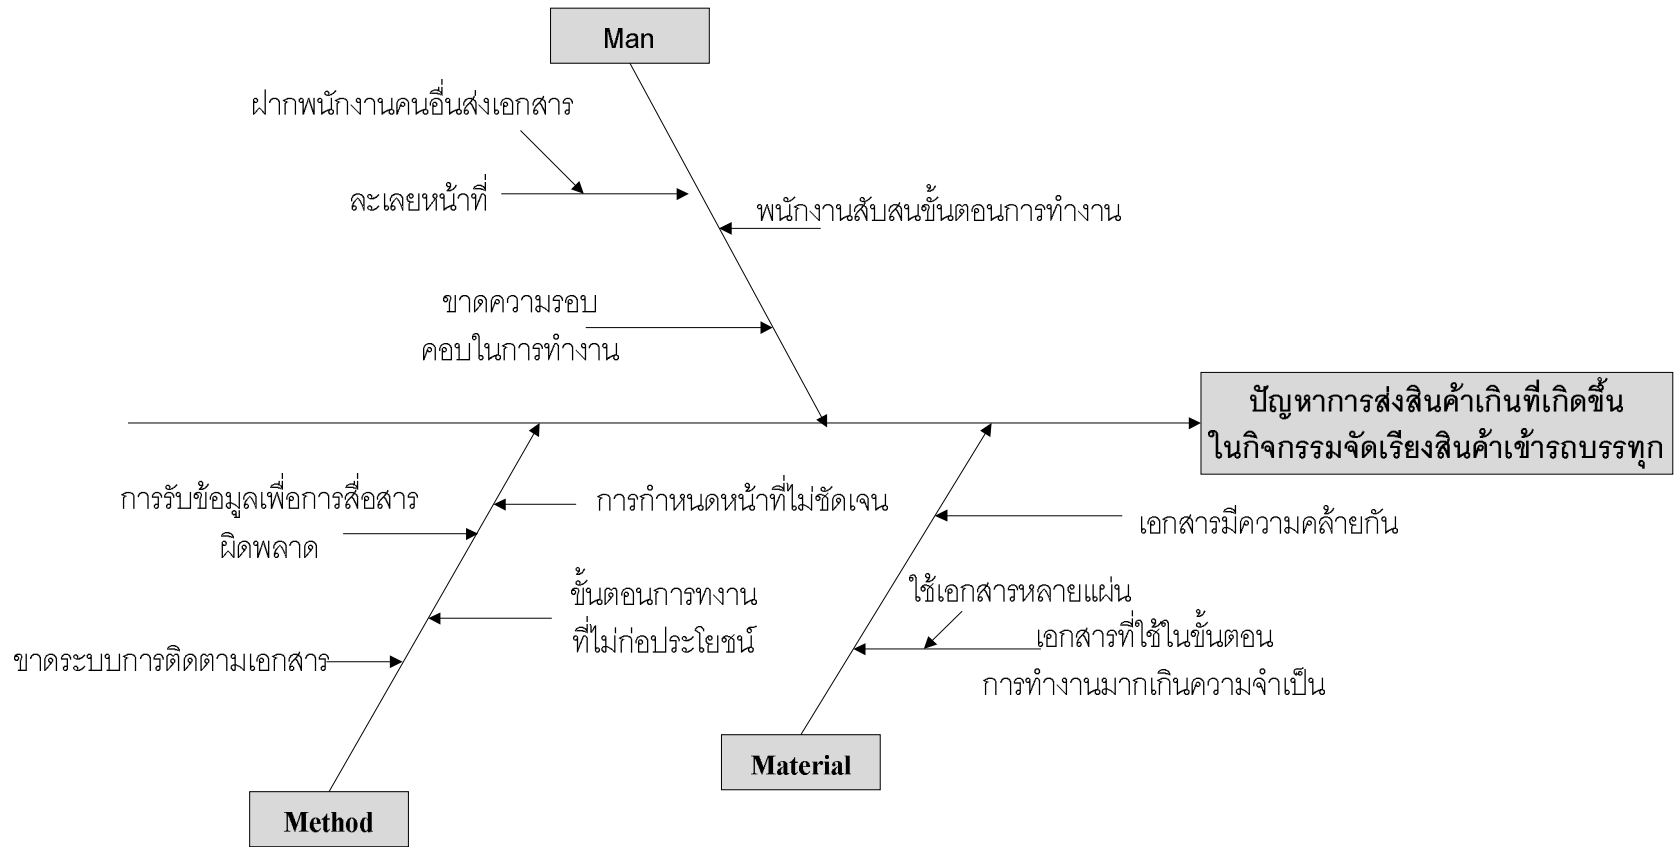 Man
ฝากพนักงานคนอื่นส่งเอกสาร
ละเลยหน้าที่
พนักงานสับสนขั้นตอนการทำงาน
ขาดความรอบ
คอบในการทำงาน
ปัญหาการส่งสินค้าเกินที่เกิดขึ้น
ในกิจกรรมจัดเรียงสินค้าเข้ารถบรรทุก
การรับข้อมูลเพื่อการสื่อสาร
ผิดพลาด
การกำหนดหน้าที่ไม่ชัดเจน
เอกสารมีความคล้ายกัน
ขั้นตอนการทงาน
ที่ไม่ก่อประโยชน์
ใช้เอกสารหลายแผ่น
เอกสารที่ใช้ในขั้นตอน
การทำงานมากเกินความจำเป็น
ขาดระบบการติดตามเอกสาร
Material
Method